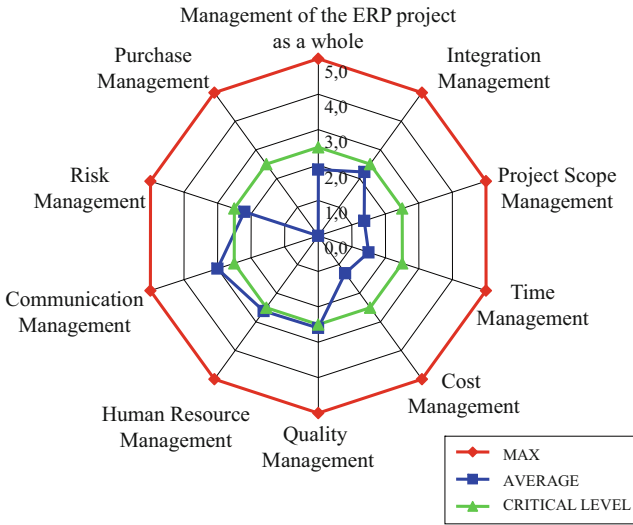 Management of the ERP project
as a whole
Purchase
Management
Integration
Management
5,0
4,0
3,0
2,0
1,0
0,0
Risk
Management
Project Scope
Management
Communication
Management
Time
Management
Human Resource
Management
Quality
Management
Cost
Management
MAX
AVERAGE
CRITICAL LEVEL